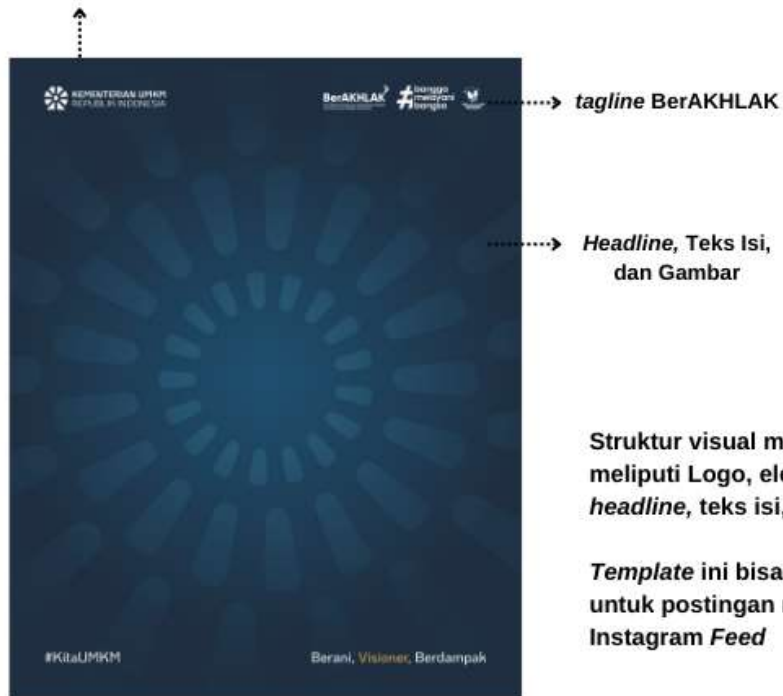 KEMENTERIAN UMKM
REPUBLIK INDONESIA
BerAKHLAK
#bangga
melayani
bangsa
tagline BerAKHLAK
Headline, Teks Isi,
dan Gambar
Struktur visual m
meliputi Logo, ele
headline, teks isi,
Template ini bisa
untuk postingan
Instagram Feed
#KitaUMKM
Berani, Visioner, Berdampak